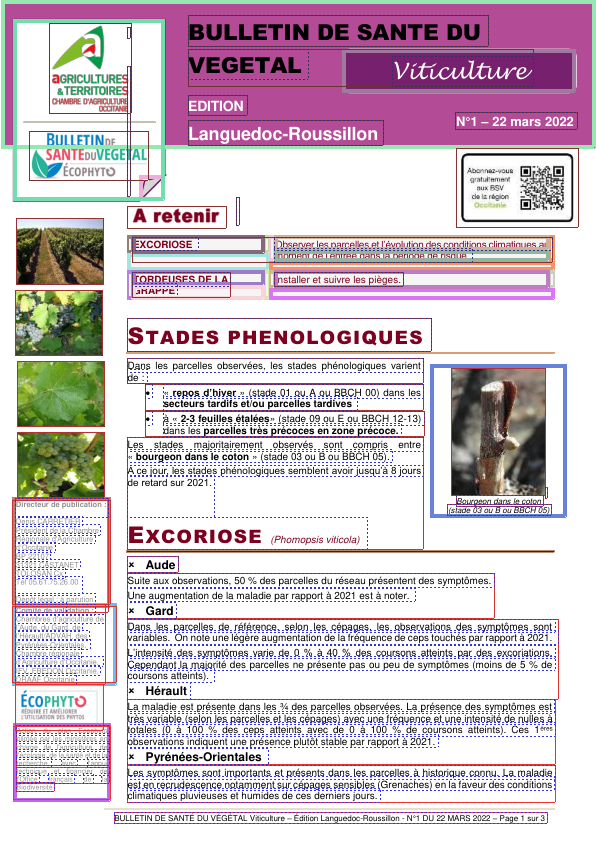 BULLETIN DE SANTE DU
VEGETAL
Viticulture
EDITION
Languedoc-Roussillon
N°1 – 22 mars 2022
AGRICULTURES
& TERRITOIRES
CHAMBRE D'AGRICULTURE
OCCITANIE
BULLETIN DE
SANTÉ DU VÉGÉTAL
ÉCOPHYTO
Abonnez-vous
gratuitement
aux BSV
de la région
Occitanie
A retenir
EXCORIOSE
Observer les parcelles et l'évolution des conditions climatiques au
moment de l'entrée dans la période de risque.
TORDEUSES DE LA
GRAPPE
Installer et suivre les pièges.
STADES PHENOLOGIQUES
Dans les parcelles observées, les stades phénologiques varient
de :
• « repos d'hiver » (stade 01 ou A ou BBCH 00) dans les
secteurs tardifs et/ou parcelles tardives
• à « 2-3 feuilles étalées» (stade 09 ou E ou BBCH 12-13)
dans les parcelles très précoces en zone précoce.
Les stades majoritairement observés sont compris entre
« bourgeon dans le coton » (stade 03 ou B ou BBCH 05).
A ce jour, les stades phénologiques semblent avoir jusqu'à 8 jours
de retard sur 2021.
Bourgeon dans le coton
(stade 03 ou B ou BBCH 05)
EXCORIOSE (Phomopsis viticola)
× Aude
Suite aux observations, 50 % des parcelles du réseau présentent des symptômes.
Une augmentation de la maladie par rapport à 2021 est à noter.
× Gard
Dans les parcelles de référence, selon les cépages, les observations des symptômes sont
variables. On note une légère augmentation de la fréquence de ceps touchés par rapport à 2021.
L'intensité des symptômes varie de 0 % à 40 % des coursons atteints par des excoriations.
Cependant la majorité des parcelles ne présente pas ou peu de symptômes (moins de 5 % de
coursons atteints).
× Hérault
La maladie est présente dans les ¾ des parcelles observées. La présence des symptômes est
très variable (selon les parcelles et les cépages) avec une fréquence et une intensité de nulles à
totales (0 à 100 % des ceps atteints avec de 0 à 100 % de coursons atteints). Ces 1ères
observations indiquent une présence plutôt stable par rapport à 2021.
× Pyrénées-Orientales
Les symptômes sont importants et présents dans les parcelles à historique connu. La maladie
est en recrudescence notamment sur cépages sensibles (Grenaches) en la faveur des conditions
climatiques pluvieuses et humides de ces derniers jours.
Directeur de publication :
Denis CARRETIER
Président de la Chambre
Régionale d'Agriculture
d'Occitanie
Tél 05.61.75.26.00
Comité de validation :
ÉCOPHYTO
RÉDUIRE ET AMÉLIORER
L'UTILISATION DES PHYTOS
BULLETIN DE SANTÉ DU VÉGÉTAL Viticulture – Édition Languedoc-Roussillon - N°1 DU 22 MARS 2022 – Page 1 sur 3